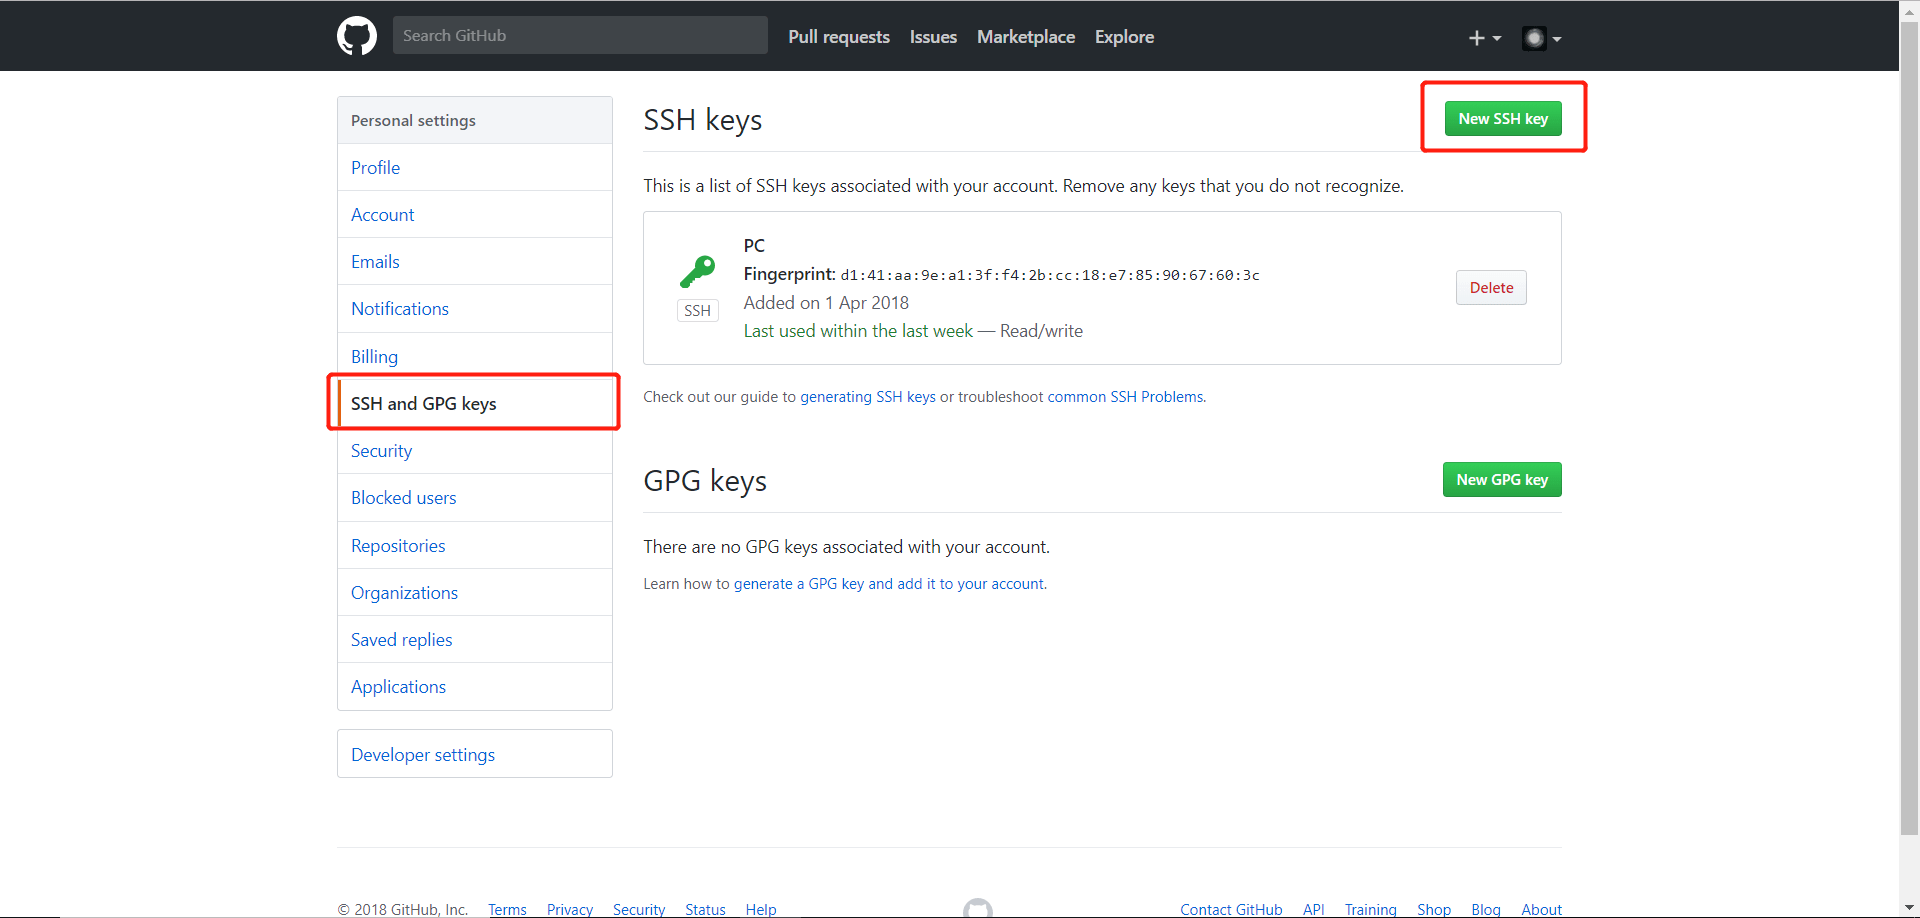 Search GitHub Pull requests Issues Marketplace Explore
Personal settings
Profile
Account
Emails
Notifications
Billing
SSH and GPG keys
Security
Blocked users
Repositories
Organizations
Saved replies
Applications
Developer settings
SSH keys New SSH key
This is a list of SSH keys associated with your account. Remove any keys that you do not recognize.
SSH
PC
Fingerprint: d1:41:aa:9e:a1:3f:f4:2b:cc:18:e7:85:90:67:60:3c
Added on 1 Apr 2018
Last used within the last week — Read/write
Delete
Check out our guide to generating SSH keys or troubleshoot common SSH Problems.
GPG keys New GPG key
There are no GPG keys associated with your account.
Learn how to generate a GPG key and add it to your account.
© 2018 GitHub, Inc. Terms Privacy Security Status Help Contact GitHub API Training Shop Blog About